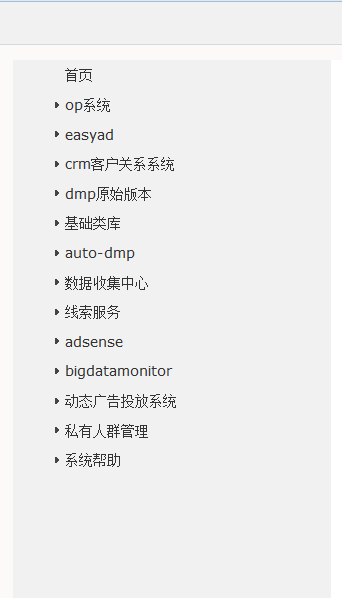 首页
op系统
easyad
crm客户关系系统
dmp原始版本
基础类库
auto-dmp
数据收集中心
线索服务
adsense
bigdatamonitor
动态广告投放系统
私有人群管理
系统帮助